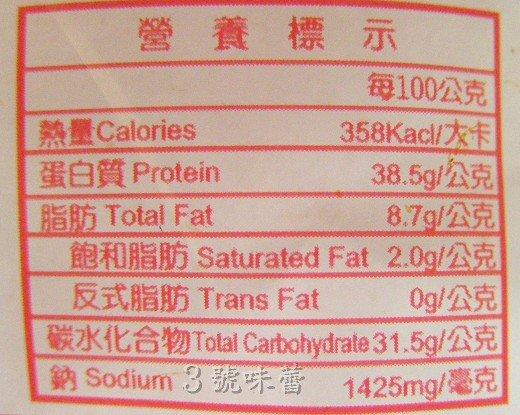 營養標示
每100公克
熱量Calories 358Kacl/大卡
蛋白質 Protein 38.5g/公克
脂肪 Total Fat 8.7g/公克
飽和脂肪 Saturated Fat 2.0g/公克
反式脂肪 Trans Fat 0g/公克
碳水化合物Total Carbohydrate 31.5g/公克
鈉 Sodium 1425mg/毫克
3號味蕾